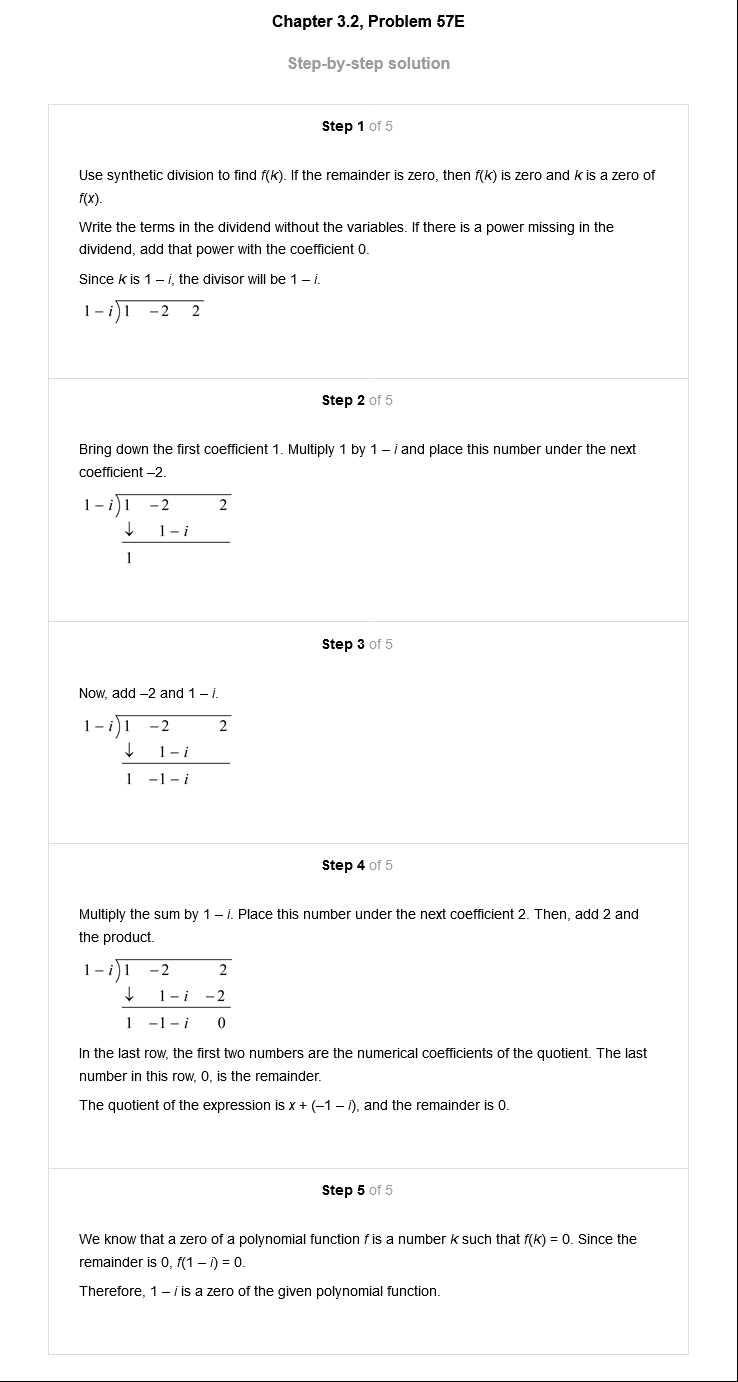 Chapter 3.2, Problem 57E
Step-by-step solution
Step 1 of 5
Use synthetic division to find f(k). If the remainder is zero, then f(k) is zero and k is a zero of
f(x).
Write the terms in the dividend without the variables. If there is a power missing in the
dividend, add that power with the coefficient 0.
Since k is 1 – i, the divisor will be 1 – i.
1 – i)1 –2 2
Step 2 of 5
Bring down the first coefficient 1. Multiply 1 by 1 – i and place this number under the next
coefficient –2.
1 – i)1 –2 2
↓ 1 – i
1
Step 3 of 5
Now, add –2 and 1 – i.
1 – i)1 –2 2
↓ 1 – i
1 –1 – i
Step 4 of 5
Multiply the sum by 1 – i. Place this number under the next coefficient 2. Then, add 2 and
the product.
1 – i)1 –2 2
↓ 1 – i –2
1 –1 – i 0
In the last row, the first two numbers are the numerical coefficients of the quotient. The last
number in this row, 0, is the remainder.
The quotient of the expression is x + (–1 – i), and the remainder is 0.
Step 5 of 5
We know that a zero of a polynomial function f is a number k such that f(k) = 0. Since the
remainder is 0, f(1 – i) = 0.
Therefore, 1 – i is a zero of the given polynomial function.